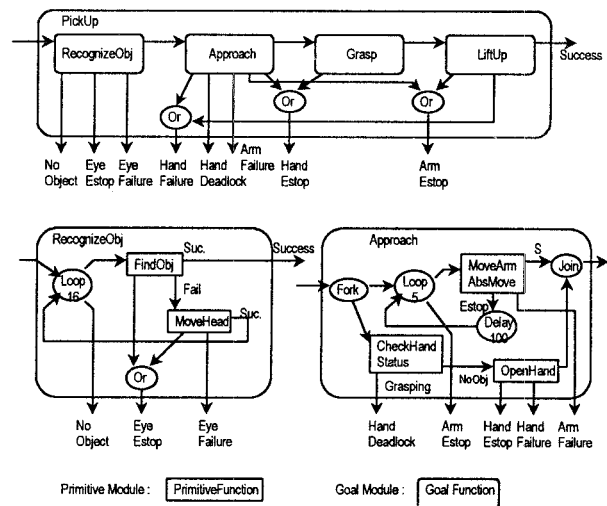 PickUp
RecognizeObj
Approach
Grasp
LiftUp
Success
Or
Or
Or
No Object
Eye Estop
Eye Failure
Hand Failure
Hand Deadlock
Arm Failure
Hand Estop
Arm Estop
RecognizeObj
Suc.
Success
FindObj
Loop 16
Fail
MoveHead
Suc.
Or
No Object
Eye Estop
Eye Failure
Approach
S
Join
MoveArm AbsMove
Loop 5
Fork
Estop
Delay 100
CheckHand Status
NoObj
OpenHand
Grasping
Hand Deadlock
Arm Estop
Hand Estop
Hand Failure
Arm Failure
Primitive Module :
PrimitiveFunction
Goal Module :
Goal Function